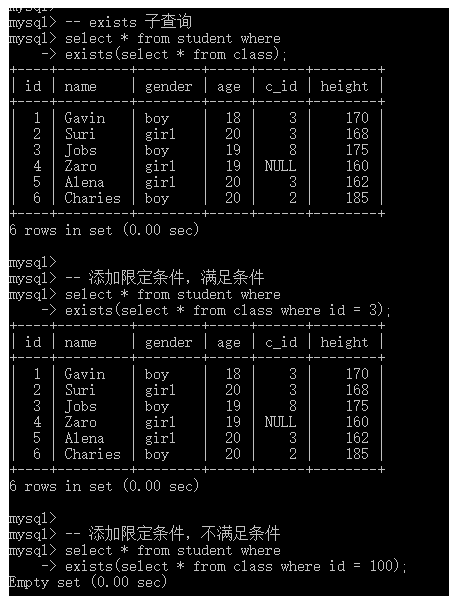 mysql>
mysql> -- exists 子查询
mysql> select * from student where
    -> exists(select * from class);
+----+---------+--------+-----+------+--------+
| id | name    | gender | age | c_id | height |
+----+---------+--------+-----+------+--------+
|  1 | Gavin   | boy    |  18 |    3 |    170 |
|  2 | Suri    | girl   |  20 |    3 |    168 |
|  3 | Jobs    | boy    |  19 |    8 |    175 |
|  4 | Zaro    | girl   |  19 | NULL |    160 |
|  5 | Alena   | girl   |  20 |    3 |    162 |
|  6 | Charies | boy    |  20 |    2 |    185 |
+----+---------+--------+-----+------+--------+
6 rows in set (0.00 sec)
mysql>
mysql> -- 添加限定条件，满足条件
mysql> select * from student where
    -> exists(select * from class where id = 3);
+----+---------+--------+-----+------+--------+
| id | name    | gender | age | c_id | height |
+----+---------+--------+-----+------+--------+
|  1 | Gavin   | boy    |  18 |    3 |    170 |
|  2 | Suri    | girl   |  20 |    3 |    168 |
|  3 | Jobs    | boy    |  19 |    8 |    175 |
|  4 | Zaro    | girl   |  19 | NULL |    160 |
|  5 | Alena   | girl   |  20 |    3 |    162 |
|  6 | Charies | boy    |  20 |    2 |    185 |
+----+---------+--------+-----+------+--------+
6 rows in set (0.00 sec)
mysql>
mysql> -- 添加限定条件，不满足条件
mysql> select * from student where
    -> exists(select * from class where id = 100);
Empty set (0.00 sec)